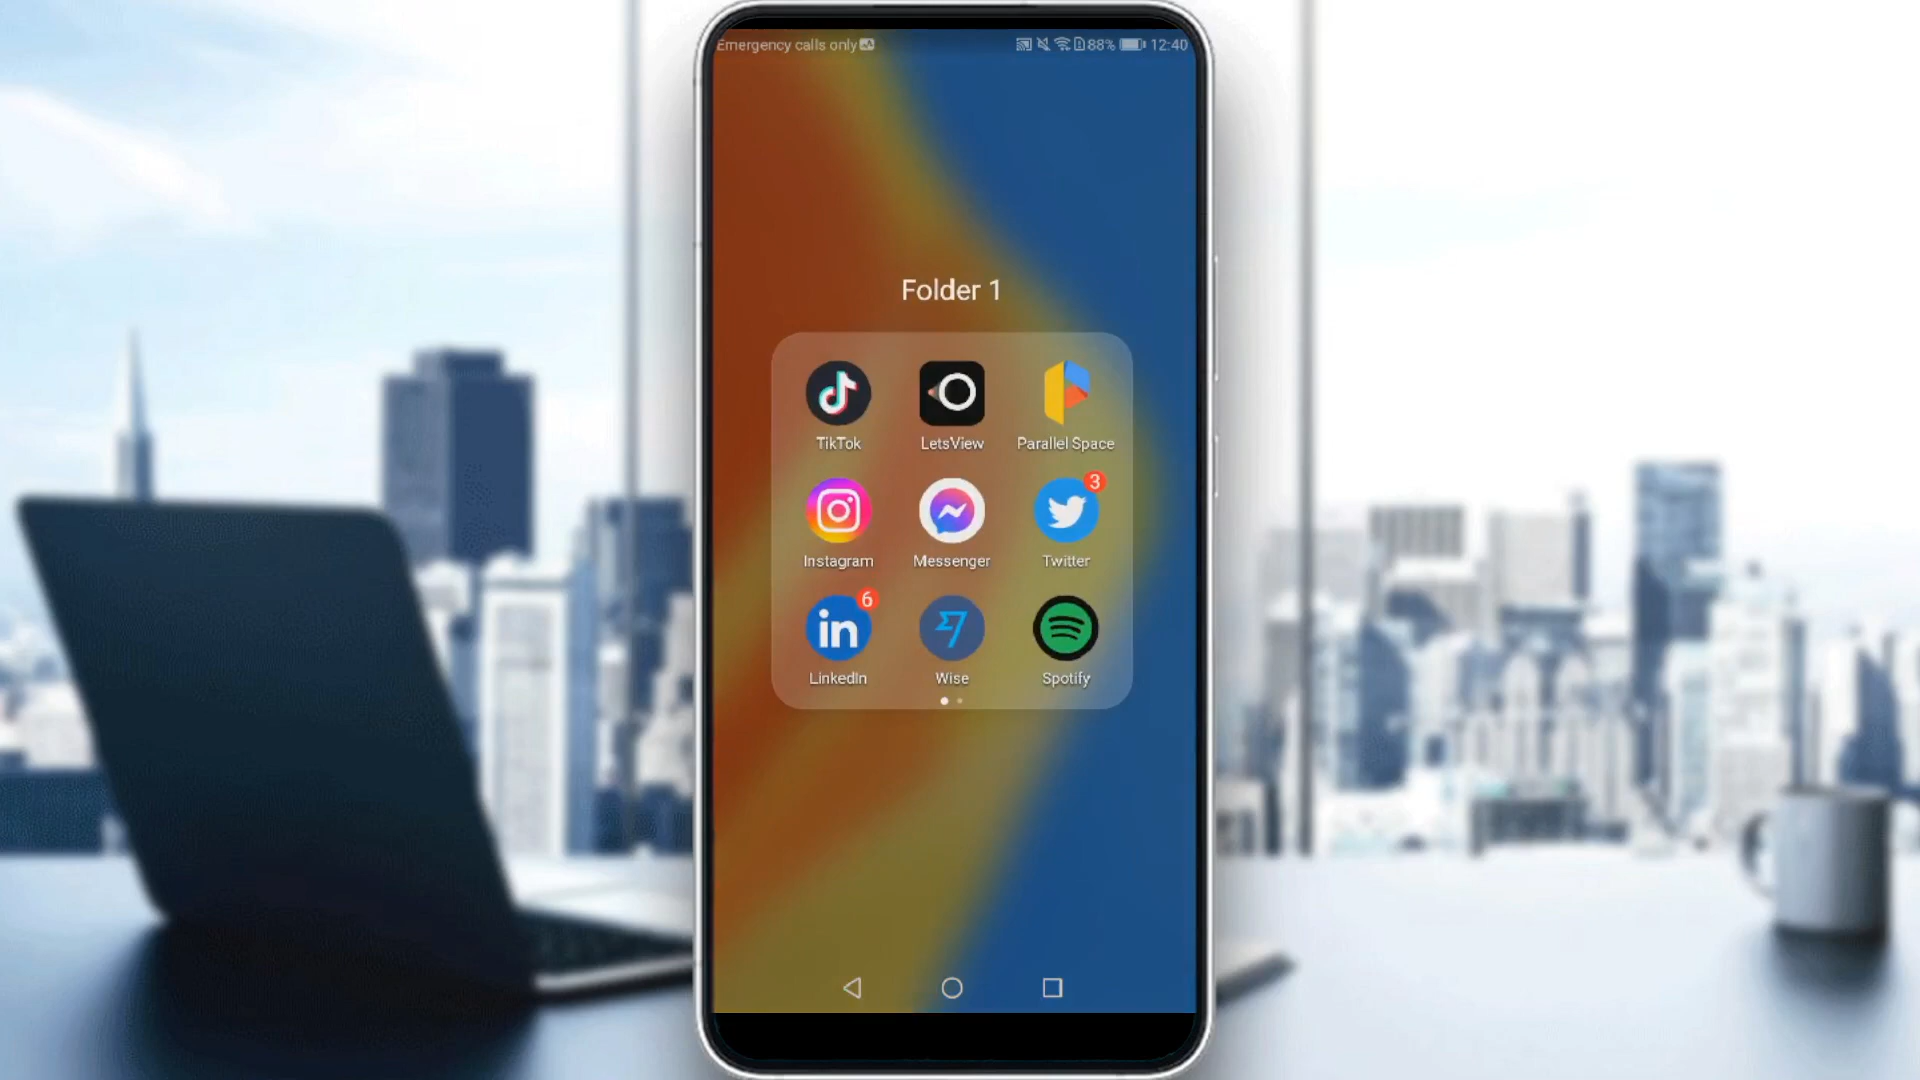 Emergency calls only 88% 12:40
Folder 1
TikTok LetsView Parallel Space
3
Instagram Messenger Twitter
6
in
LinkedIn Wise Spotify